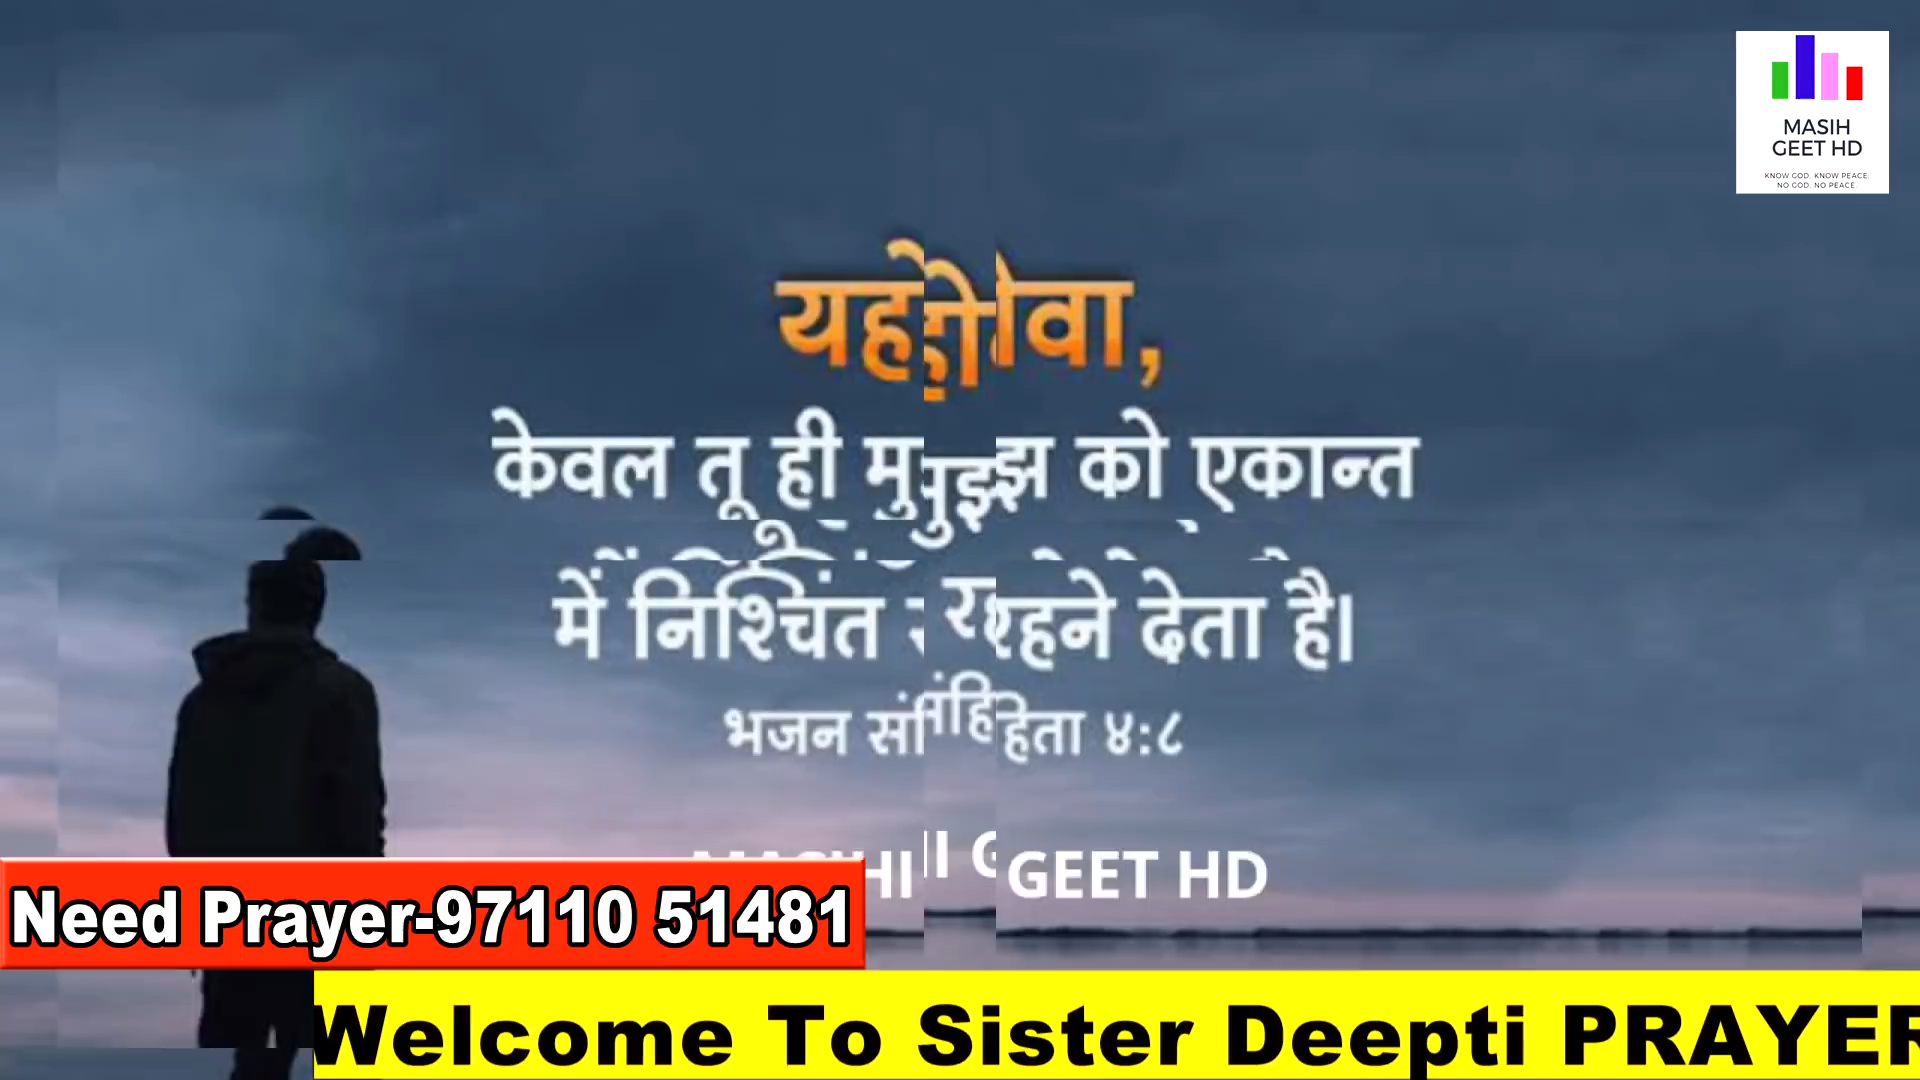 MASIH
GEET HD
KNOW GOD. KNOW PEACE.
NO GOD. NO PEACE.
यहोवा,
केवल तू ही मुझ को एकान्त
में निश्चिंत रहने देता है।
भजन संहिता ४:८
MASIHI GEET HD
Need Prayer-97110 51481
Welcome To Sister Deepti PRAYER